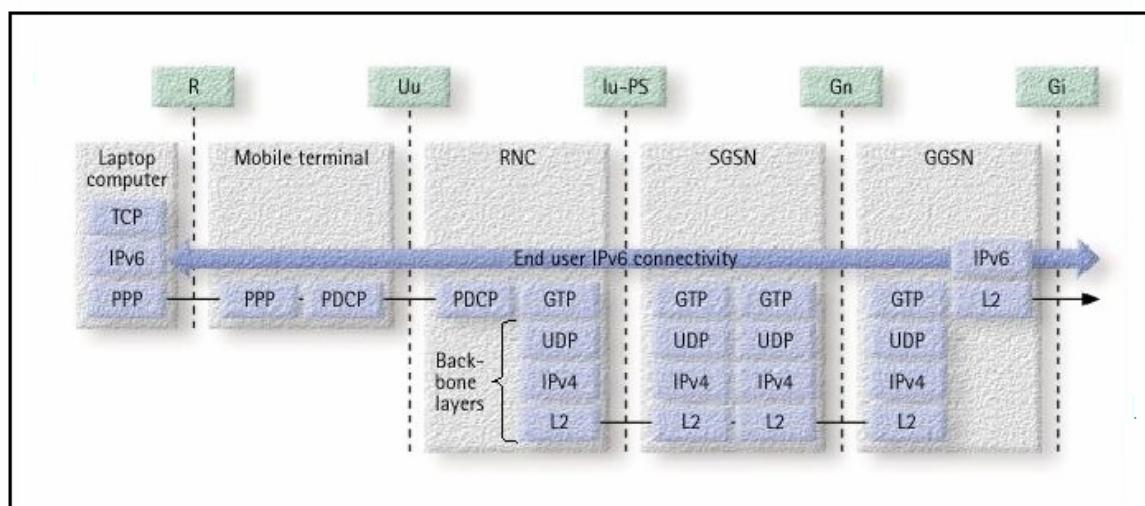 R Uu Iu-PS Gn Gi
Laptop computer Mobile terminal RNC SGSN GGSN
TCP
IPv6 End user IPv6 connectivity IPv6
PPP PPP PDCP PDCP GTP GTP GTP GTP L2
UDP UDP UDP UDP
Back-
bone
layers
IPv4 IPv4 IPv4 IPv4
L2 L2 L2 L2